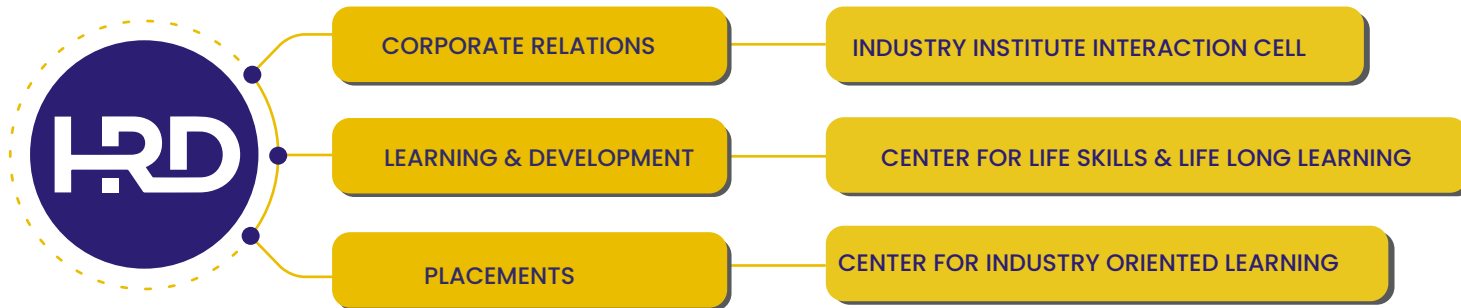 HRD
CORPORATE RELATIONS
INDUSTRY INSTITUTE INTERACTION CELL
LEARNING & DEVELOPMENT
CENTER FOR LIFE SKILLS & LIFE LONG LEARNING
PLACEMENTS
CENTER FOR INDUSTRY ORIENTED LEARNING